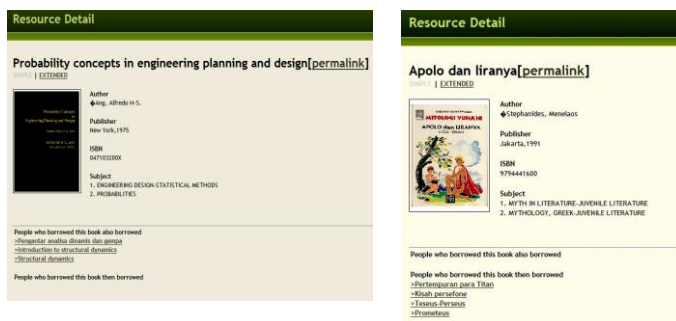 Resource Detail
Probability concepts in engineering planning and design[permalink]
SIMPLE | EXTENDED
Author
�Ang, Alfredo H-S.
Publisher
New York,1975
ISBN
047103200X
Subject
1. ENGINEERING DESIGN-STATISTICAL METHODS
2. PROBABILITIES
People who borrowed this book also borrowed
>Pengantar analisa dinamis dan gempa
>Introduction to structural dynamics
>Structural dynamics
People who borrowed this book then borrowed
Resource Detail
Apolo dan liranya[permalink]
SIMPLE | EXTENDED
MITOLOGI YUNANI
APOLO dan LIRANYA
Author
�Stephanides, Menelaos
Publisher
Jakarta,1991
ISBN
9794441600
Subject
1. MYTH IN LITERATURE-JUVENILE LITERATURE
2. MYTHOLOGY, GREEK-JUVENILE LITERATURE
People who borrowed this book also borrowed
People who borrowed this book then borrowed
>Pertempuran para Titan
>Kisah persefone
>Teseus-Perseus
>Prometeus